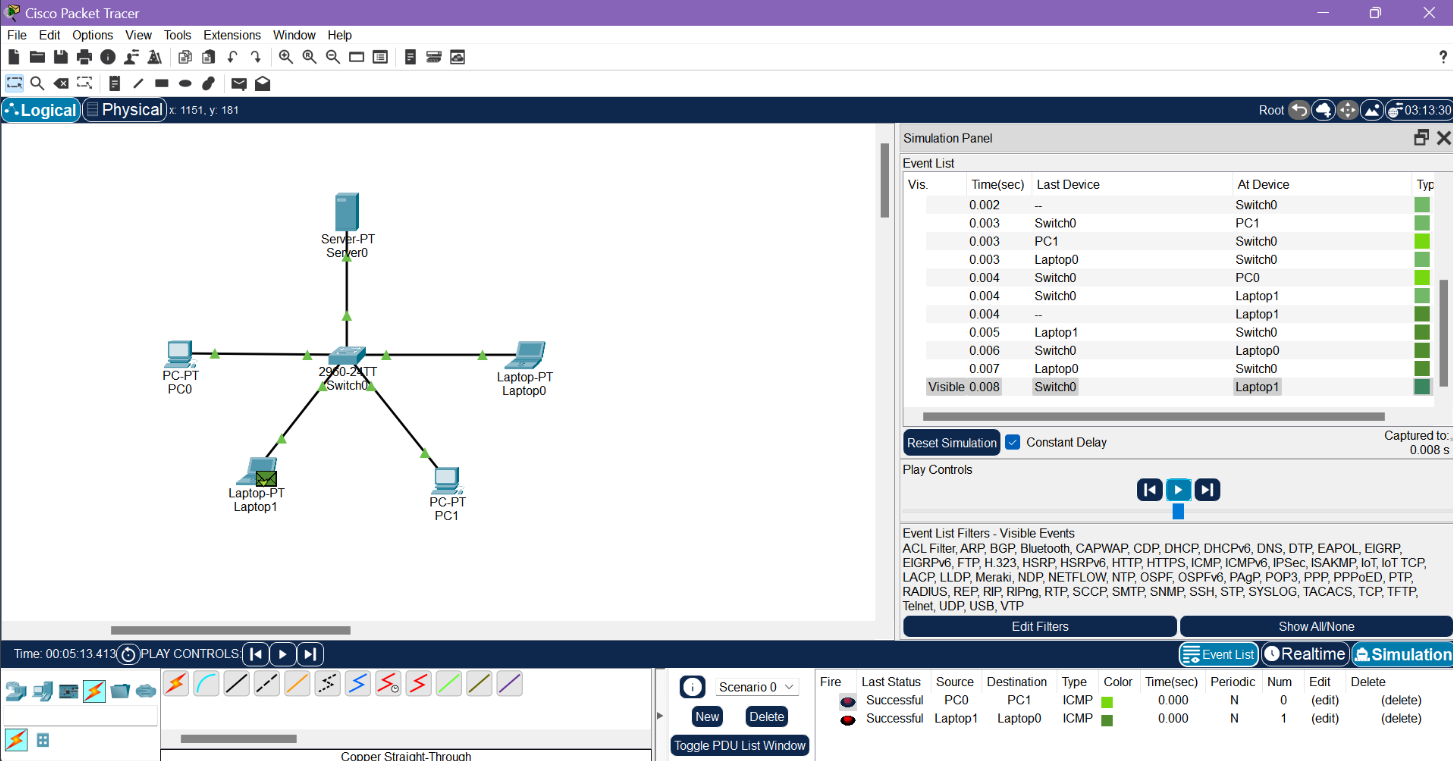 Cisco Packet Tracer
File Edit Options View Tools Extensions Window Help
?
Logical Physical x: 1151, y: 181 Root 03:13:30
Server-PT
Server0
PC-PT
PC0
2960-24TT
Switch0
Laptop-PT
Laptop0
Laptop-PT
Laptop1
PC-PT
PC1
Simulation Panel
Event List
Vis. Time(sec) Last Device At Device Typ
0.002 -- Switch0
0.003 Switch0 PC1
0.003 PC1 Switch0
0.003 Laptop0 Switch0
0.004 Switch0 PC0
0.004 Switch0 Laptop1
0.004 -- Laptop1
0.005 Laptop1 Switch0
0.006 Switch0 Laptop0
0.007 Laptop0 Switch0
Visible 0.008 Switch0 Laptop1
Reset Simulation Constant Delay Captured to:
0.008 s
Play Controls
Event List Filters - Visible Events
ACL Filter, ARP, BGP, Bluetooth, CAPWAP, CDP, DHCP, DHCPv6, DNS, DTP, EAPOL, EIGRP,
EIGRPv6, FTP, H.323, HSRP, HSRPv6, HTTP, HTTPS, ICMP, ICMPv6, IPSec, ISAKMP, IoT, IoT TCP,
LACP, LLDP, Meraki, NDP, NETFLOW, NTP, OSPF, OSPFv6, PAgP, POP3, PPP, PPPoED, PTP,
RADIUS, REP, RIP, RIPng, RTP, SCCP, SMTP, SNMP, SSH, STP, SYSLOG, TACACS, TCP, TFTP,
Telnet, UDP, USB, VTP
Edit Filters Show All/None
Time: 00:05:13.413 PLAY CONTROLS: Event List Realtime Simulation
Scenario 0
New Delete
Toggle PDU List Window
Fire Last Status Source Destination Type Color Time(sec) Periodic Num Edit Delete
Successful PC0 PC1 ICMP 0.000 N 0 (edit) (delete)
Successful Laptop1 Laptop0 ICMP 0.000 N 1 (edit) (delete)
Copper Straight-Through